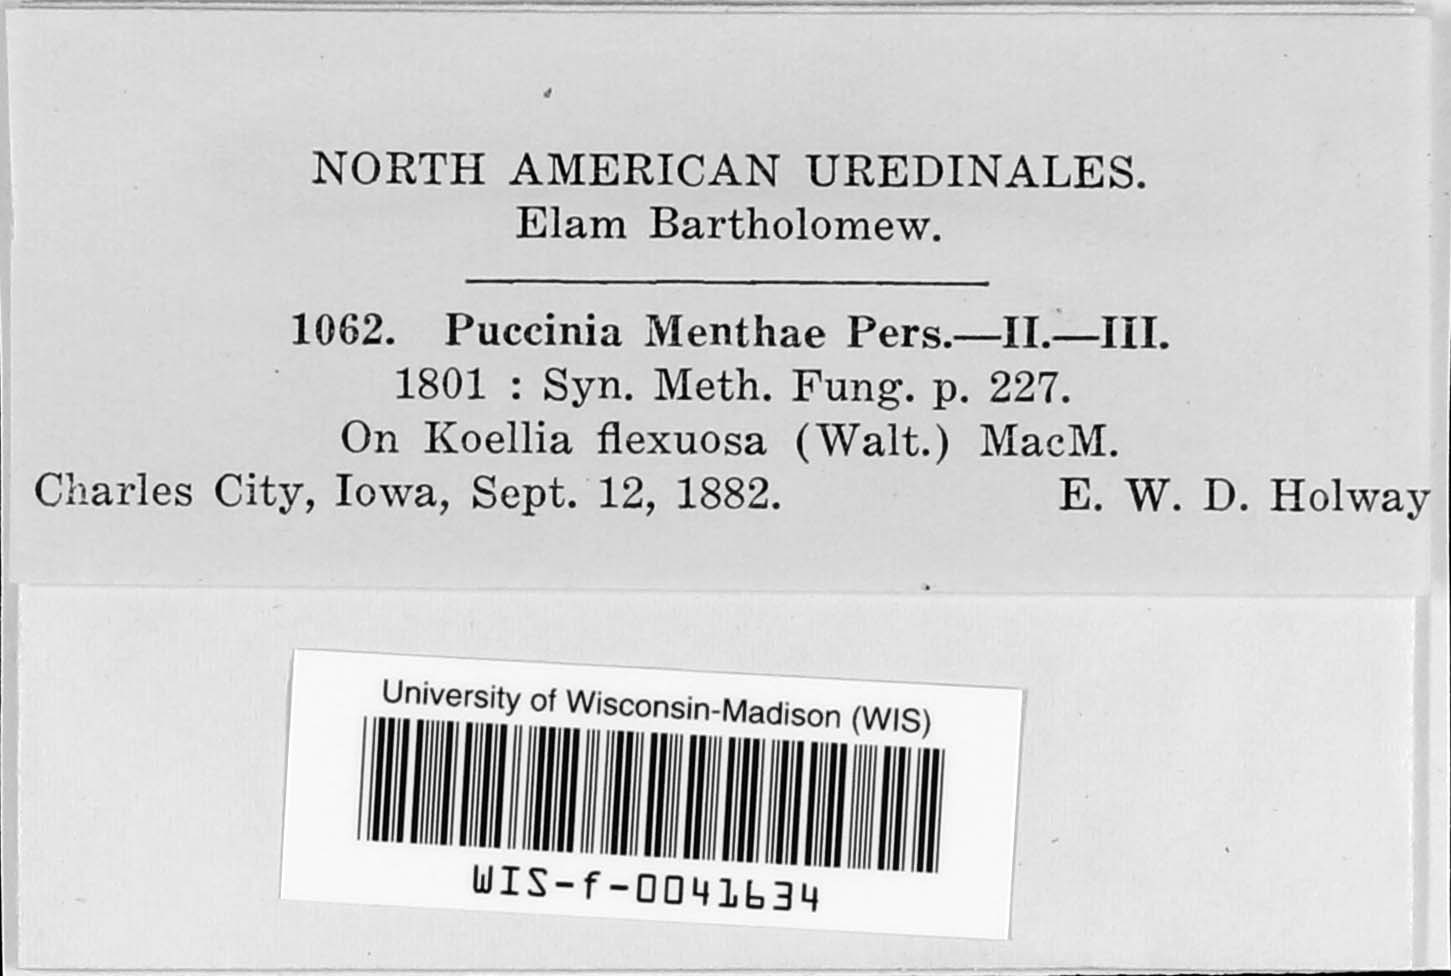 NORTH AMERICAN UREDINALES.
Elam Bartholomew.
1062. Puccinia Menthae Pers.—II.—III.
1801 : Syn. Meth. Fung. p. 227.
On Koellia flexuosa (Walt.) MacM.
Charles City, Iowa, Sept. 12, 1882. E. W. D. Holway
University of Wisconsin-Madison (WIS)
WIS-f-0041634